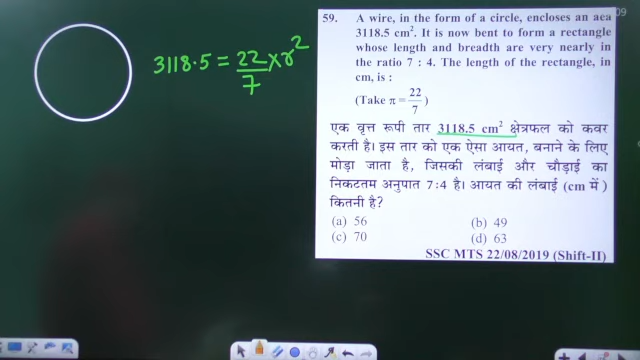 3118.5 = 22/7 × r²
59. A wire, in the form of a circle, encloses an aea
3118.5 cm². It is now bent to form a rectangle
whose length and breadth are very nearly in
the ratio 7 : 4. The length of the rectangle, in
cm, is :
(Take π = 22/7)
एक वृत्त रूपी तार 3118.5 cm² क्षेत्रफल को कवर
करती है। इस तार को एक ऐसा आयत, बनाने के लिए
मोड़ा जाता है, जिसकी लंबाई और चौड़ाई का
निकटतम अनुपात 7:4 है। आयत की लंबाई (cm में)
कितनी है?
(a) 56 (b) 49
(c) 70 (d) 63
SSC MTS 22/08/2019 (Shift-II)